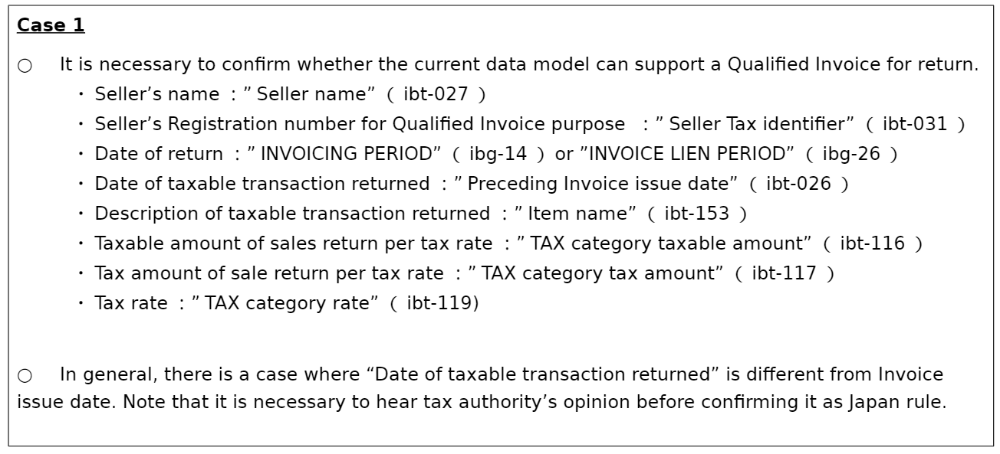 Case 1
○ It is necessary to confirm whether the current data model can support a Qualified Invoice for return.
・Seller’s name ：” Seller name” （ ibt-027 ）
・Seller’s Registration number for Qualified Invoice purpose ：” Seller Tax identifier” （ ibt-031 ）
・Date of return ：” INVOICING PERIOD” （ ibg-14 ）or ”INVOICE LIEN PERIOD” （ ibg-26 ）
・Date of taxable transaction returned ：” Preceding Invoice issue date” （ ibt-026 ）
・Description of taxable transaction returned ：” Item name” （ ibt-153 ）
・Taxable amount of sales return per tax rate ：” TAX category taxable amount” （ ibt-116 ）
・Tax amount of sale return per tax rate ：” TAX category tax amount” （ ibt-117 ）
・Tax rate ：” TAX category rate” （ ibt-119)
○ In general, there is a case where “Date of taxable transaction returned” is different from Invoice
issue date. Note that it is necessary to hear tax authority’s opinion before confirming it as Japan rule.